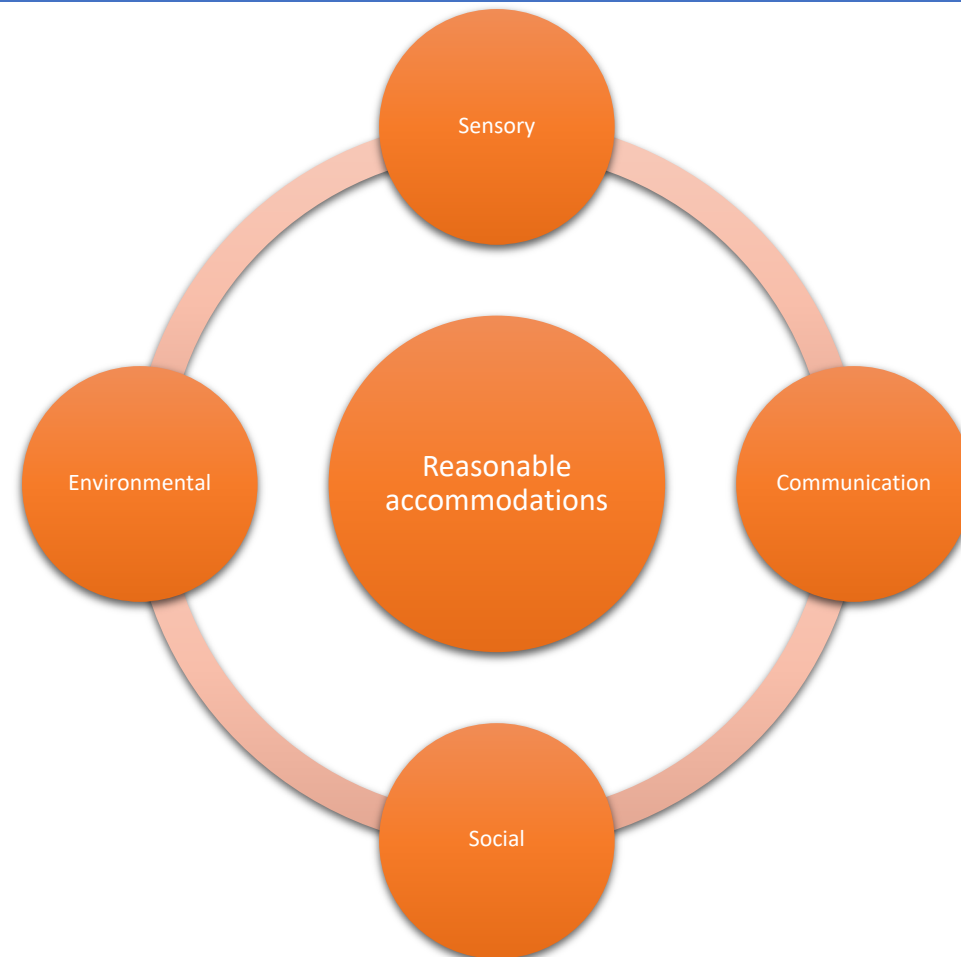 Sensory
Environmental
Reasonable
accommodations
Communication
Social